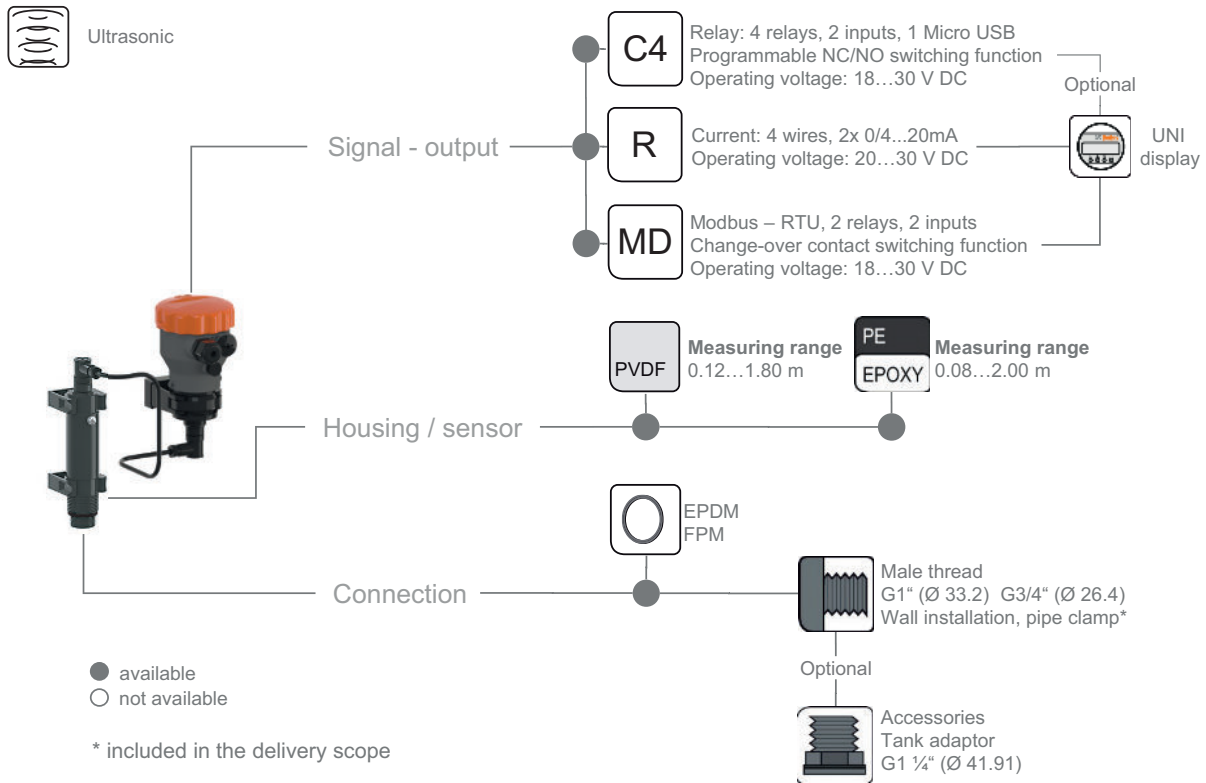 Ultrasonic
Signal - output
C4
Relay: 4 relays, 2 inputs, 1 Micro USB
Programmable NC/NO switching function
Operating voltage: 18…30 V DC
Optional
R
Current: 4 wires, 2x 0/4...20mA
Operating voltage: 20…30 V DC
UNI
display
MD
Modbus – RTU, 2 relays, 2 inputs
Change-over contact switching function
Operating voltage: 18…30 V DC
Housing / sensor
PVDF
Measuring range
0.12…1.80 m
PE
EPOXY
Measuring range
0.08…2.00 m
Connection
EPDM
FPM
Male thread
G1“ (Ø 33.2) G3/4“ (Ø 26.4)
Wall installation, pipe clamp*
Optional
Accessories
Tank adaptor
G1 ¼“ (Ø 41.91)
available
not available
* included in the delivery scope